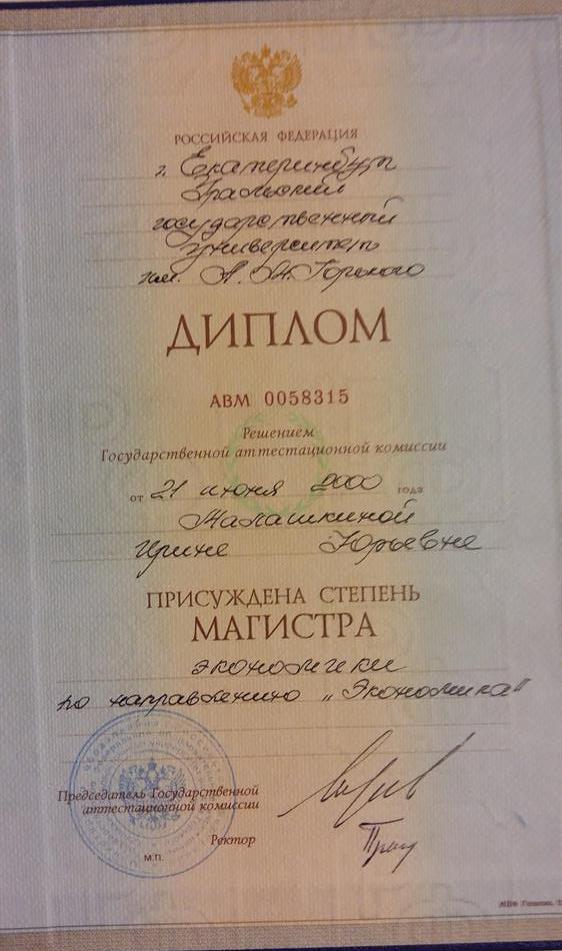 РОССИЙСКАЯ ФЕДЕРАЦИЯ
г. Екатеринбург
Уральский
государственный
университет
им. А. М. Горького
ДИПЛОМ
АВМ 0058315
Решением
Государственной аттестационной комиссии
от 21 июня 2000 года
Малашкиной
Ирине Юрьевне
ПРИСУЖДЕНА СТЕПЕНЬ
МАГИСТРА
экономики
по направлению „Экономика"
Председатель Государственной
аттестационной комиссии
Ректор
М.П.